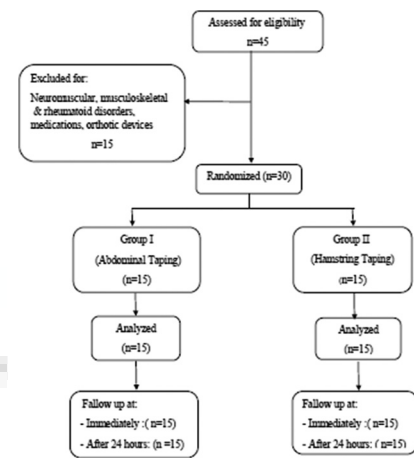 Assessed for eligibility
n=45
Excluded for:
Neuromuscular, musculoskeletal
& rheumatoid disorders,
medications, orthotic devices
n=15
Randomized (n=30)
Group I
(Abdominal Taping)
(n=15)
Group II
(Hamstring Taping)
(n=15)
Analyzed
(n=15)
Analyzed
(n=15)
Fallow up at:
- Immediately :( n=15)
- After 24 hours: (n =15)
Fallow up at:
- Immediately :( n=15)
- After 24 hours: ( n=15)